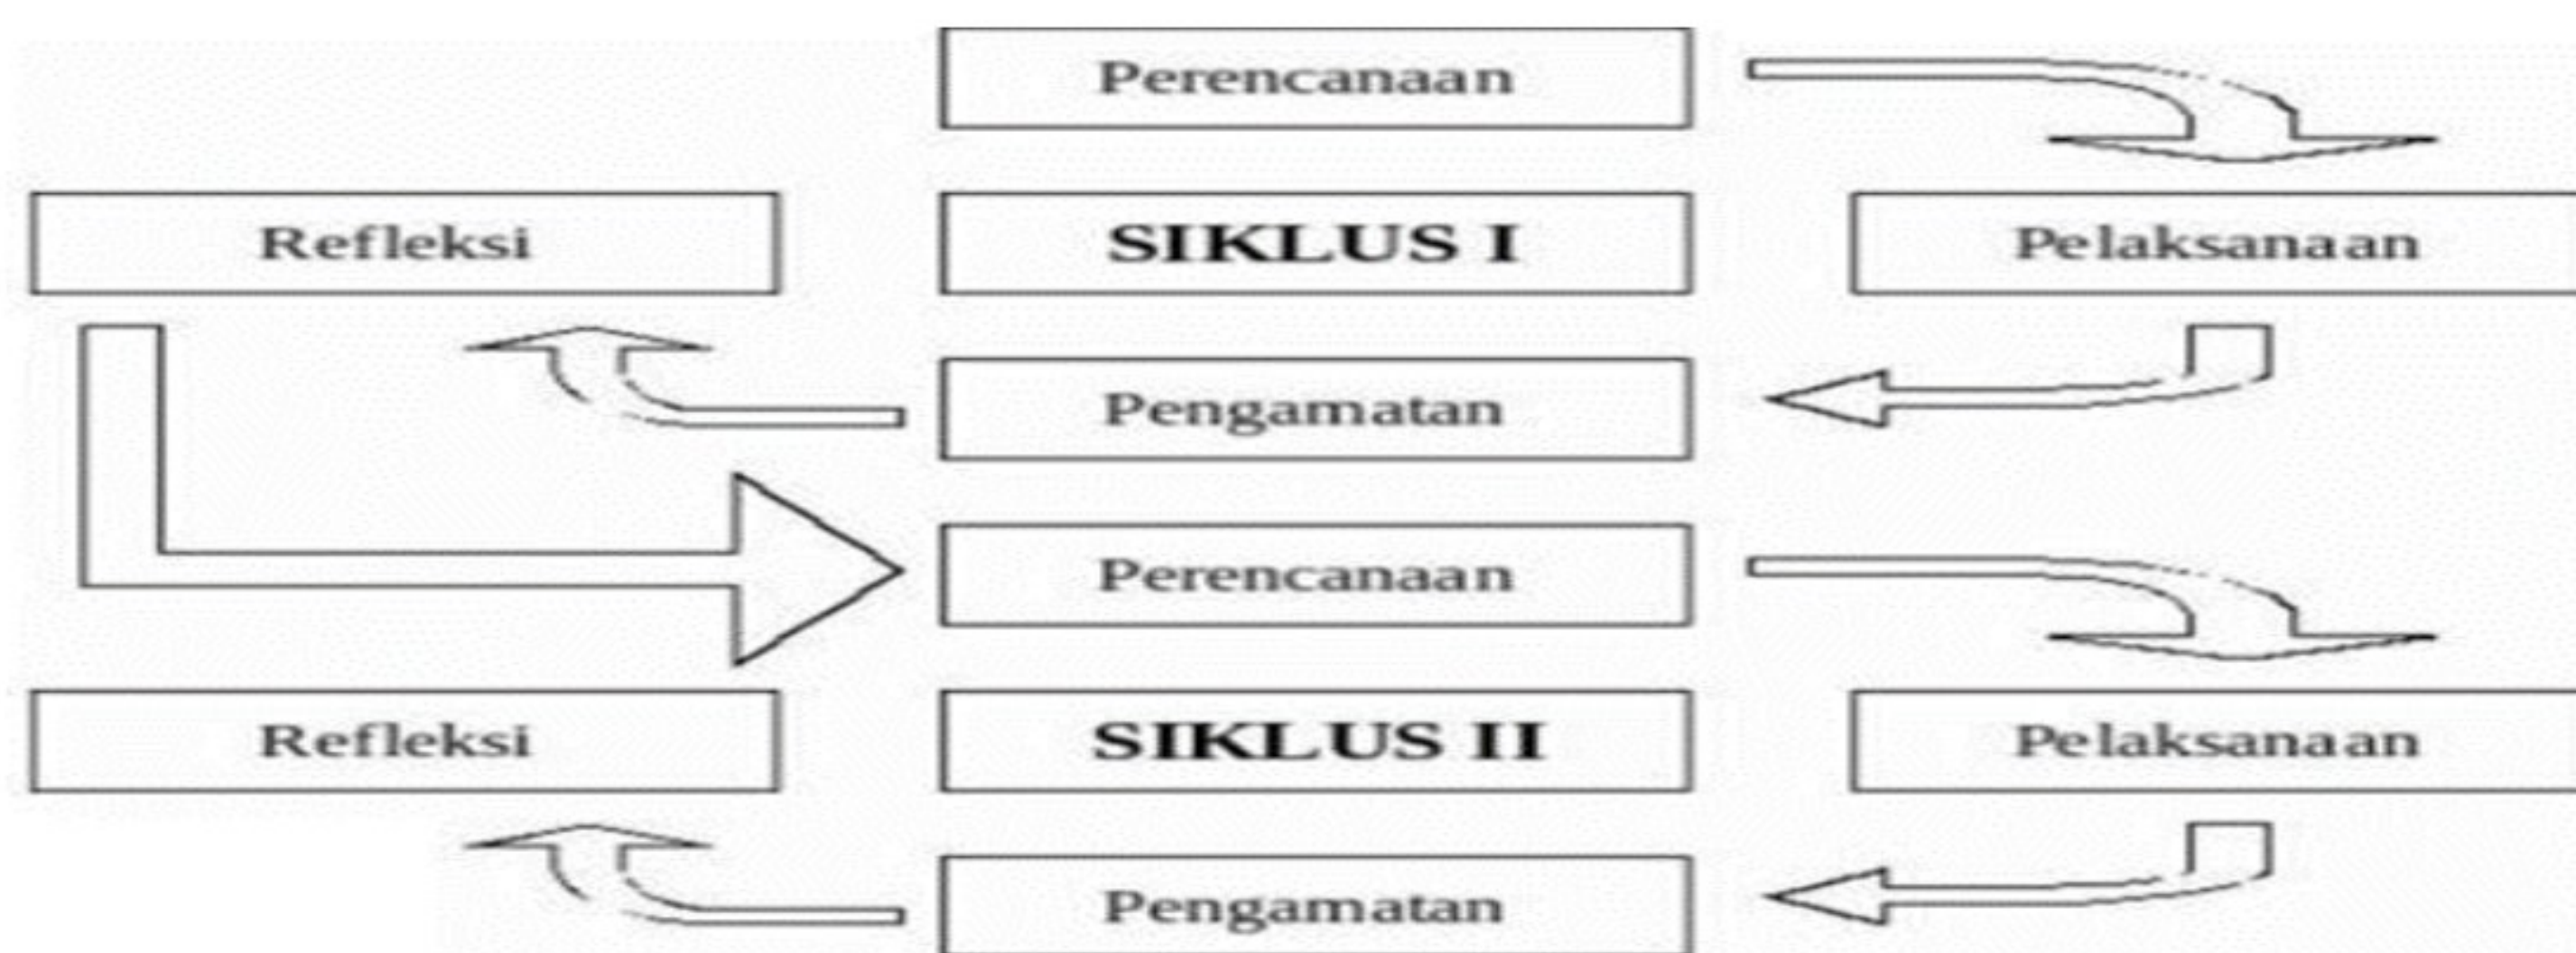 Perencanaan
Refleksi
SIKLUS I
Pelaksanaan
Pengamatan
Perencanaan
Refleksi
SIKLUS II
Pelaksanaan
Pengamatan